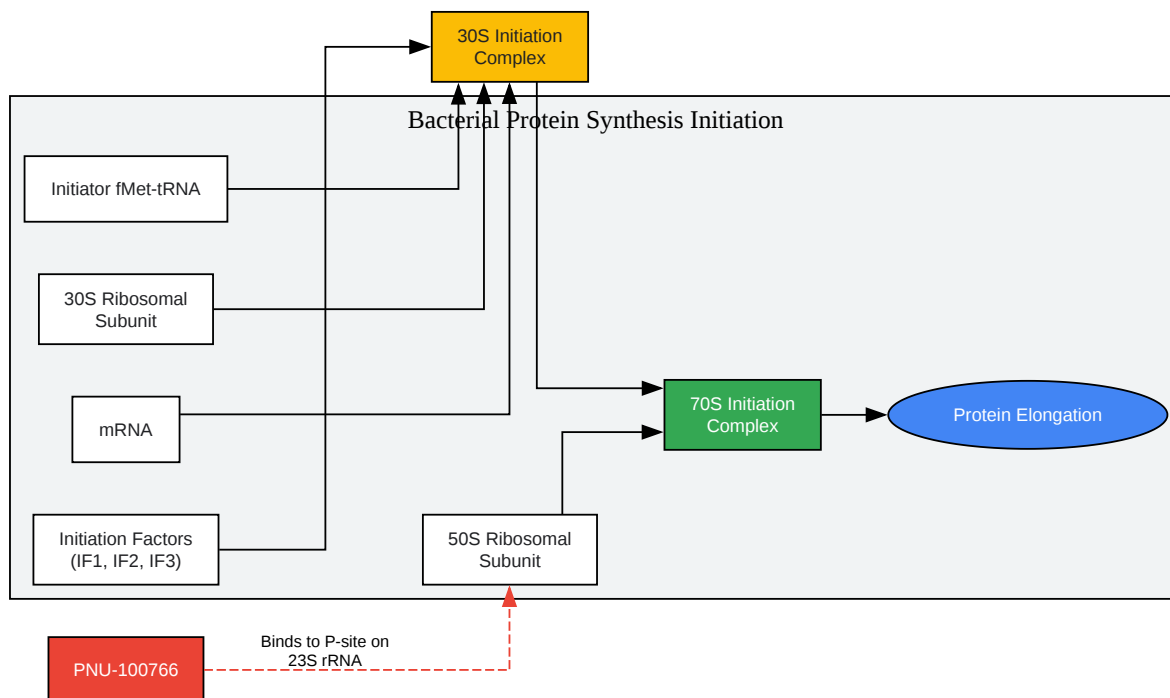 30S Initiation
Complex
Bacterial Protein Synthesis Initiation
Initiator fMet-tRNA
30S Ribosomal
Subunit
mRNA
70S Initiation
Complex
Protein Elongation
Initiation Factors
(IF1, IF2, IF3)
50S Ribosomal
Subunit
Binds to P-site on
23S rRNA
PNU-100766